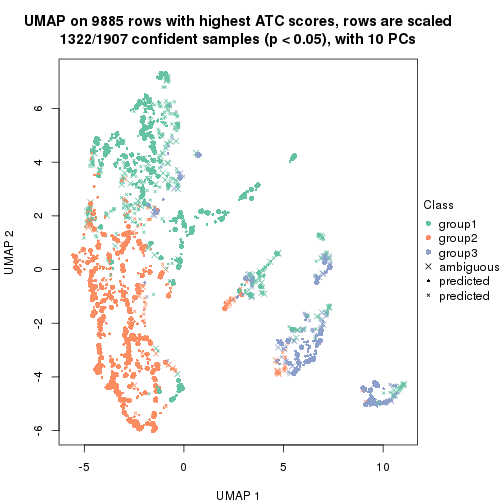 UMAP on 9885 rows with highest ATC scores, rows are scaled
1322/1907 confident samples (p < 0.05), with 10 PCs
6
4
2
0
-2
-4
-6
UMAP 2
-5
0
5
10
UMAP 1
Class
group1
group2
group3
ambiguous
predicted
predicted